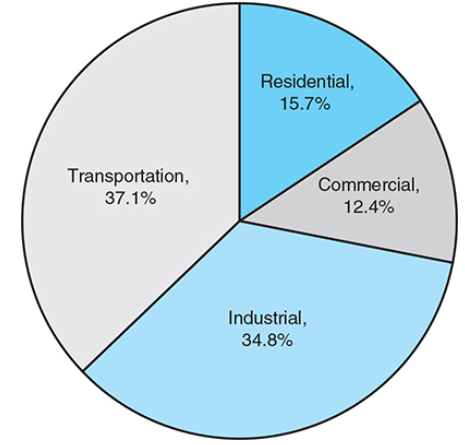 Residential,
15.7%
Commercial,
12.4%
Industrial,
34.8%
Transportation,
37.1%